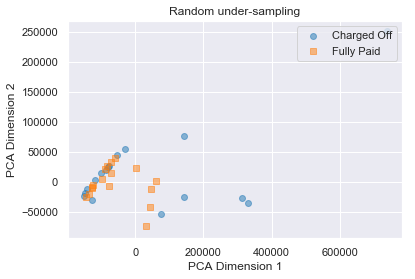 Random under-sampling
Charged Off
Fully Paid
PCA Dimension 2
250000
200000
150000
100000
50000
0
−50000
0 200000 400000 600000
PCA Dimension 1